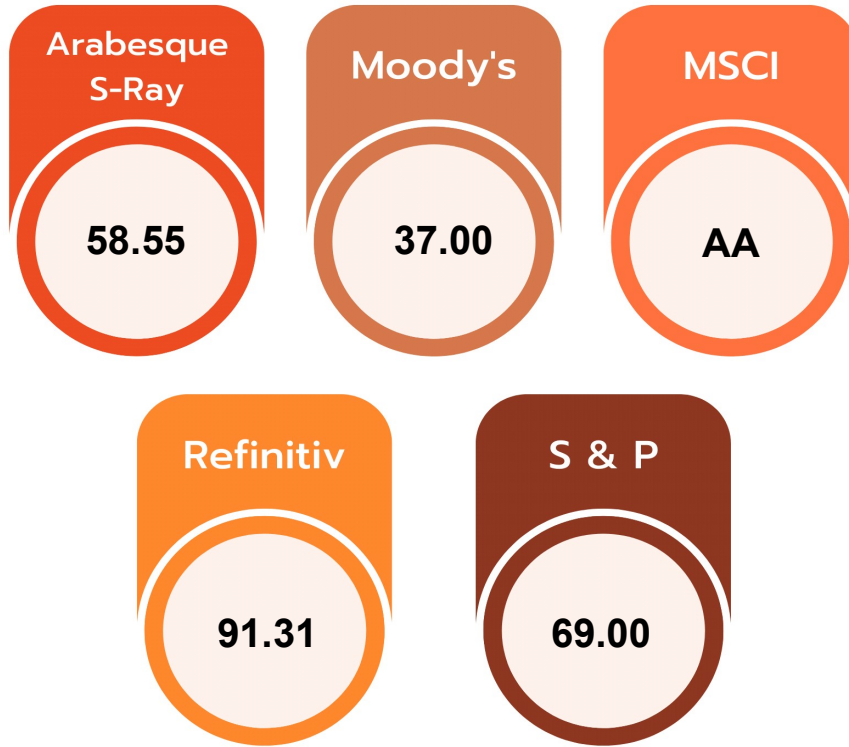 Arabesque
S-Ray
58.55
Moody's
37.00
MSCI
AA
Refinitiv
91.31
S & P
69.00